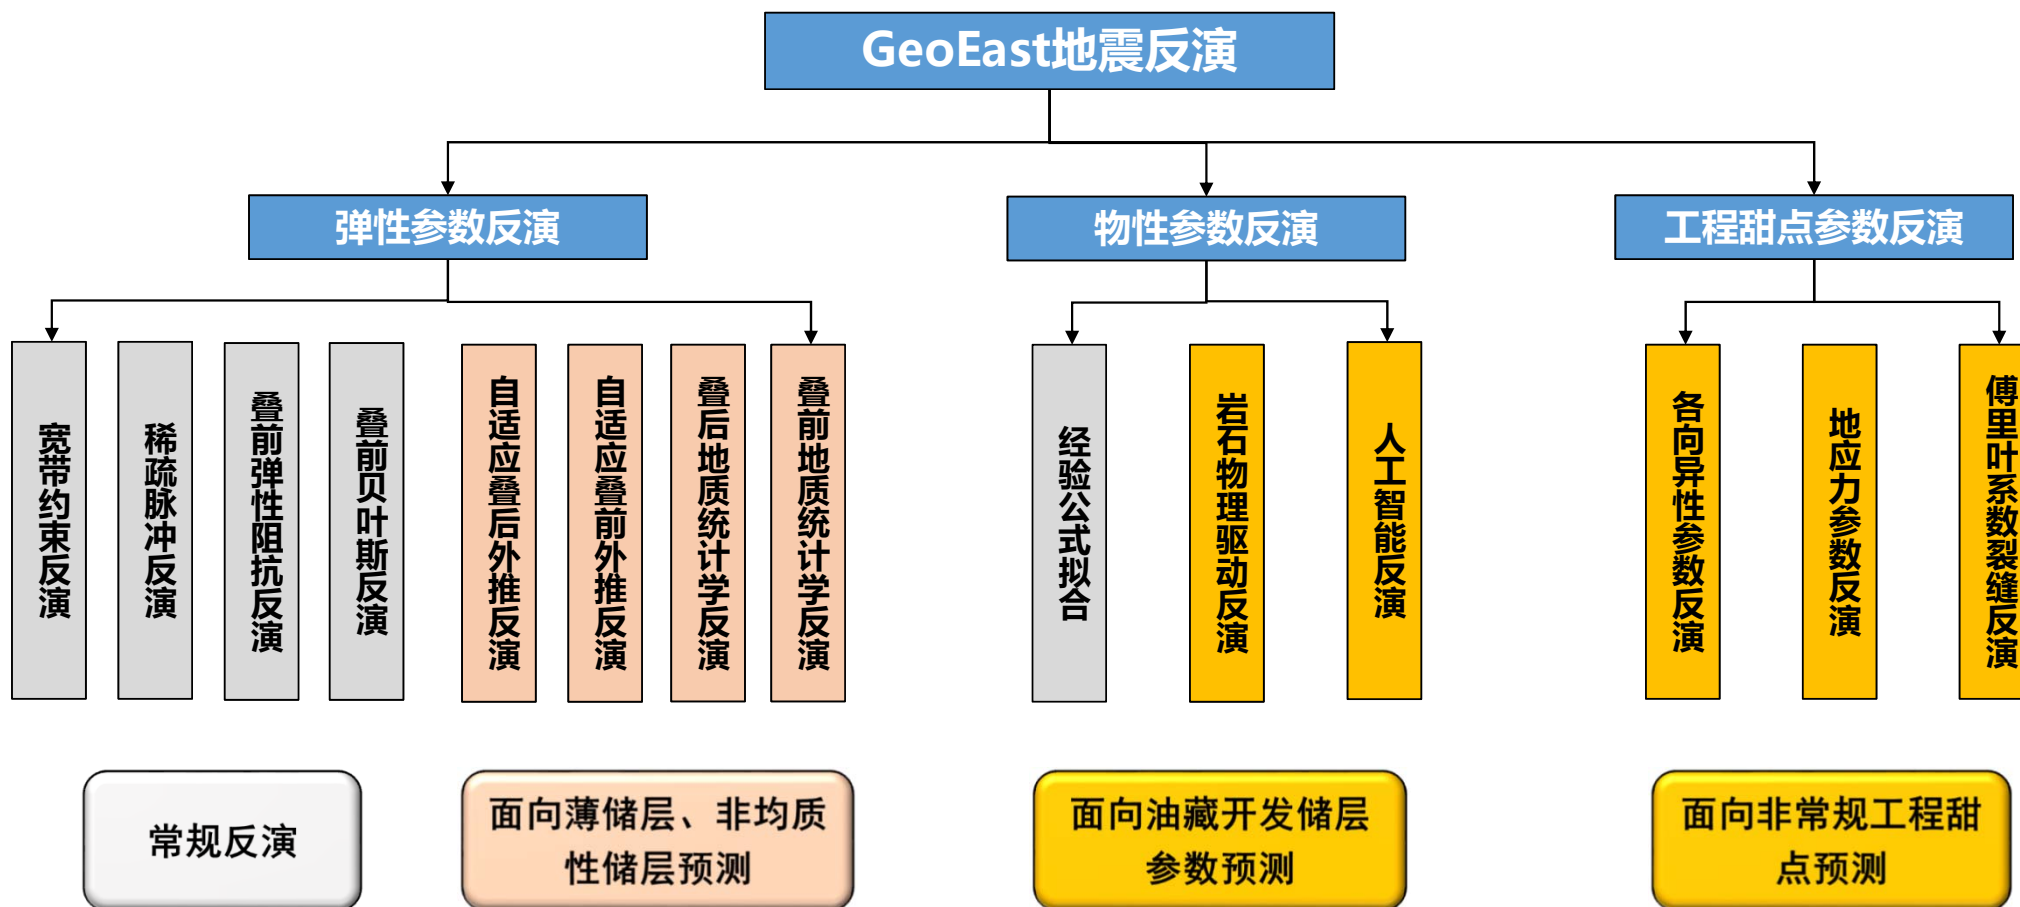 GeoEast地震反演
弹性参数反演
物性参数反演
工程甜点参数反演
宽带约束反演
稀疏脉冲反演
叠前弹性阻抗反演
叠前贝叶斯反演
自适应叠后外推反演
自适应叠前外推反演
叠后地质统计学反演
叠前地质统计学反演
经验公式拟合
岩石物理驱动反演
人工智能反演
各向异性参数反演
地应力参数反演
傅里叶系数裂缝反演
常规反演
面向薄储层、非均质
性储层预测
面向油藏开发储层
参数预测
面向非常规工程甜
点预测